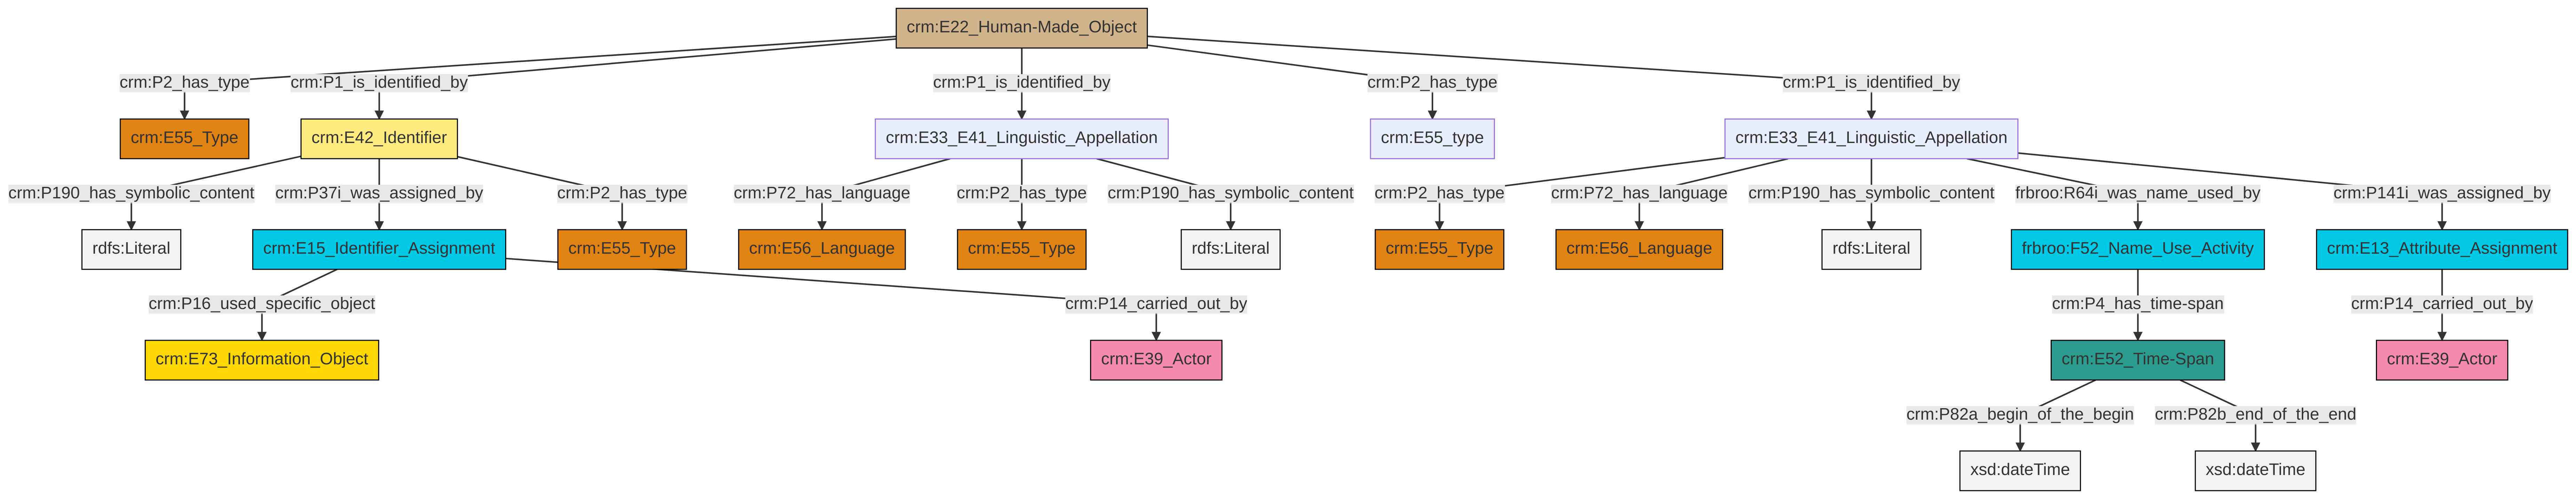 crm:E22_Human-Made_Object
crm:P2_has_type
crm:P1_is_identified_by
crm:P1_is_identified_by
crm:P2_has_type
crm:P1_is_identified_by
crm:E55_Type
crm:E42_Identifier
crm:E33_E41_Linguistic_Appellation
crm:E55_type
crm:E33_E41_Linguistic_Appellation
crm:P190_has_symbolic_content
crm:P37i_was_assigned_by
crm:P2_has_type
crm:P72_has_language
crm:P2_has_type
crm:P190_has_symbolic_content
crm:P2_has_type
crm:P72_has_language
crm:P190_has_symbolic_content
frbroo:R64i_was_name_used_by
crm:P141i_was_assigned_by
rdfs:Literal
crm:E15_Identifier_Assignment
crm:E55_Type
crm:E56_Language
crm:E55_Type
rdfs:Literal
crm:E55_Type
crm:E56_Language
rdfs:Literal
frbroo:F52_Name_Use_Activity
crm:E13_Attribute_Assignment
crm:P16_used_specific_object
crm:P14_carried_out_by
crm:P4_has_time-span
crm:P14_carried_out_by
crm:E73_Information_Object
crm:E39_Actor
crm:E52_Time-Span
crm:E39_Actor
crm:P82a_begin_of_the_begin
crm:P82b_end_of_the_end
xsd:dateTime
xsd:dateTime